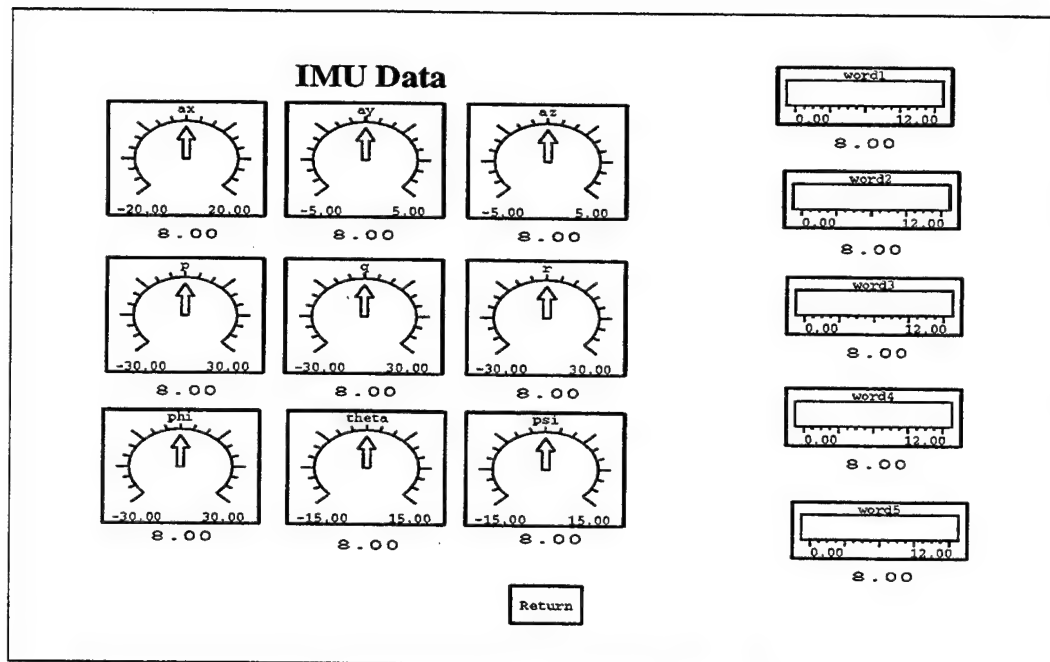 IMU Data
ax
-20.00 20.00
8.00
ay
-5.00 5.00
8.00
az
-5.00 5.00
8.00
p
-30.00 30.00
8.00
q
-30.00 30.00
8.00
r
-30.00 30.00
8.00
phi
-30.00 30.00
8.00
theta
-15.00 15.00
8.00
psi
-15.00 15.00
8.00
word1
0.00 12.00
8.00
word2
0.00 12.00
8.00
word3
0.00 12.00
8.00
word4
0.00 12.00
8.00
word5
0.00 12.00
8.00
Return